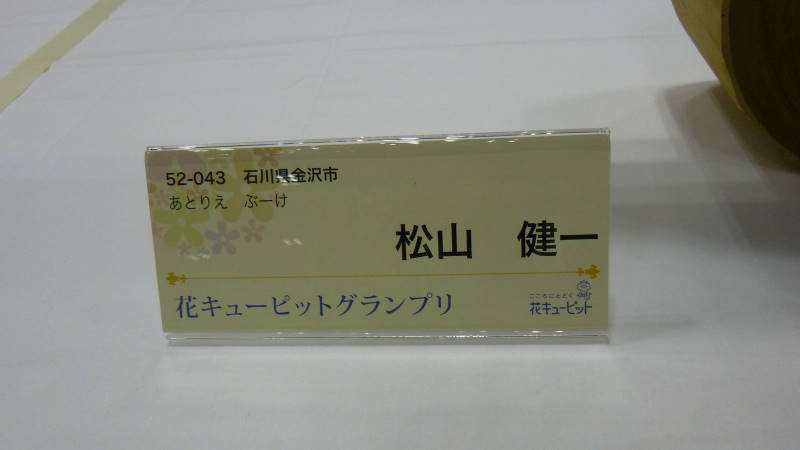 52-043　石川県金沢市
あとりえ　ぶーけ
松山　健一
花キューピットグランプリ
こころにとどく
花キューピット